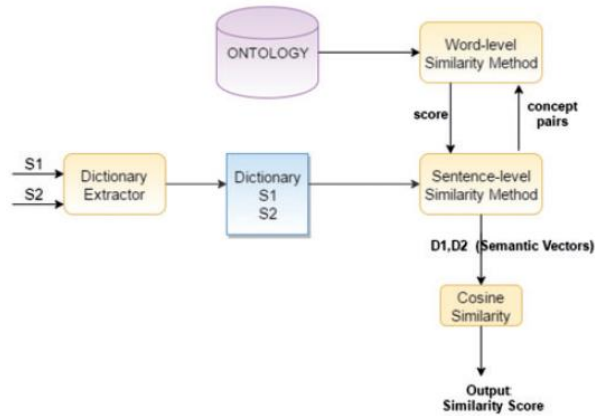 ONTOLOGY
Word-level
Similarity Method
score
concept
pairs
S1
S2
Dictionary
Extractor
Dictionary
S1
S2
Sentence-level
Similarity Method
D1,D2 (Semantic Vectors)
Cosine
Similarity
Output
Similarity Score